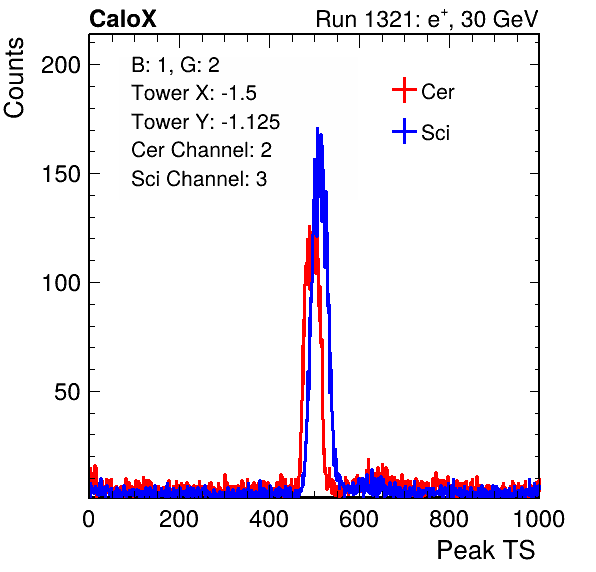 CaloX Run 1321: e⁺, 30 GeV
Counts
200
150
100
50
B: 1, G: 2
Tower X: -1.5
Tower Y: -1.125
Cer Channel: 2
Sci Channel: 3
Cer
Sci
0 200 400 600 800 1000
Peak TS